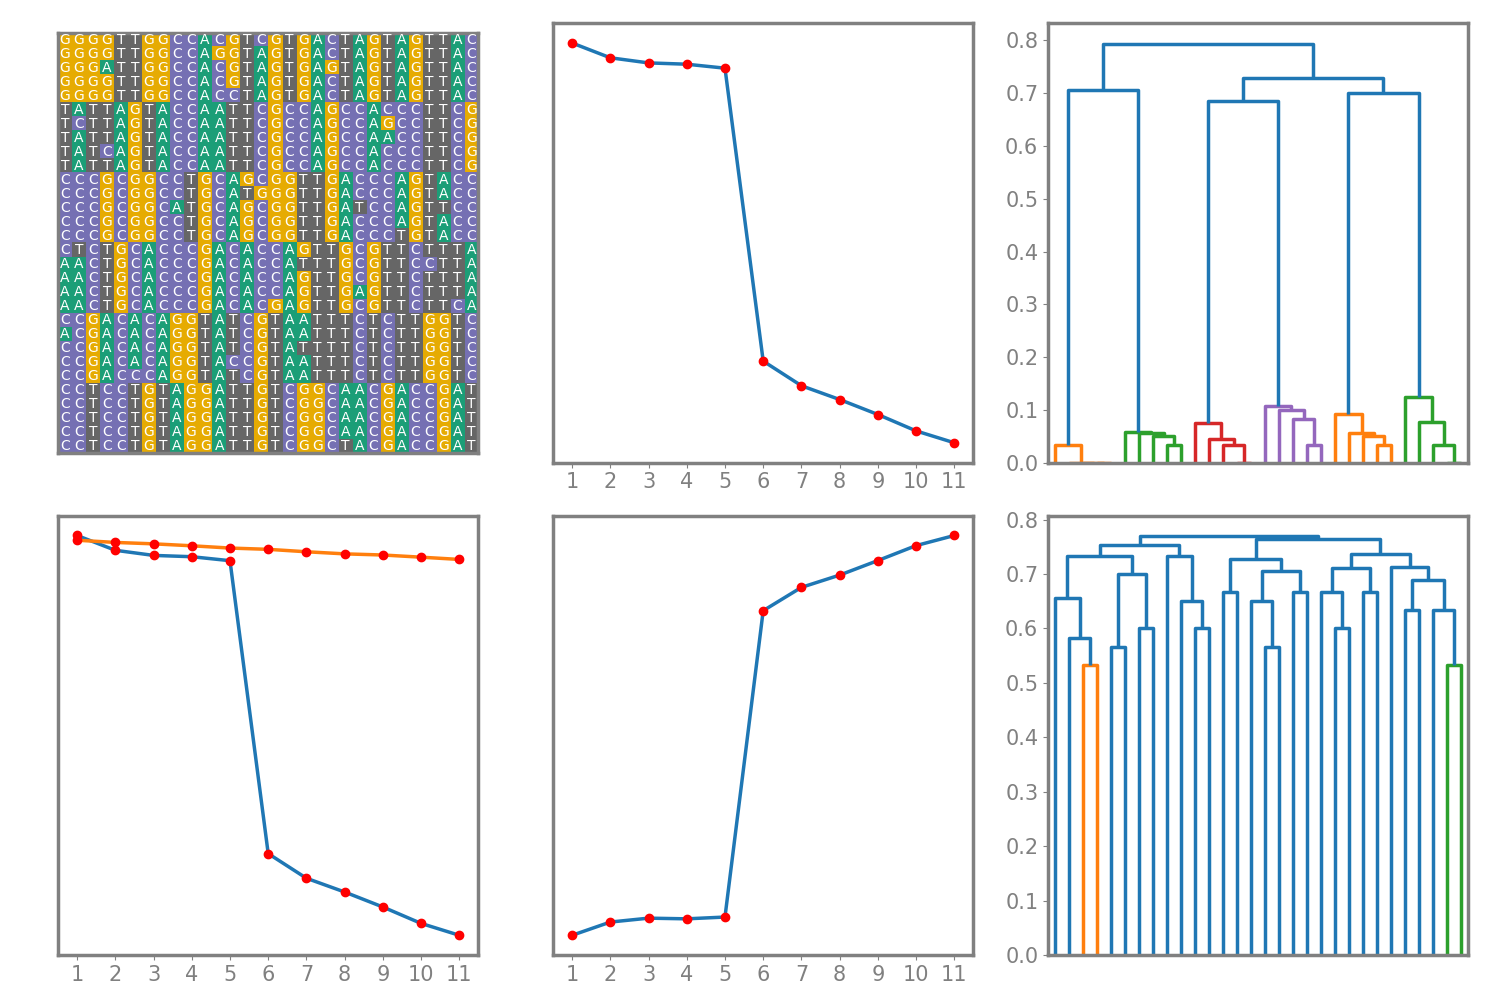 GGGGTTGGCCACGTCGTGACTAGTAGTTAC
GGGGTTGGCCAGGTAGTGACTAGTAGTTAC
GGGATTGGCCACGTAGTGAGTAGTAGTTAC
GGGGTTGGCCACGTAGTGACTAGTAGTTAC
GGGGTTGGCCACCTAGTGACTAGTAGTTAC
TATTAGTACCAATTCGCCAGCCACCCTTCG
TCTTAGTACCAATTCGCCAGCCAGCCTTCG
TATTAGTACCAATTCGCCAGCCAACCTTCG
TATCAGTACCAATTCGCCAGCCACCCTTCG
TATTAGTACCAATTCGCCAGCCACCCTTCG
CCCGCGGCCTGCAGCGGTTGACCCAGTACC
CCCGCGGCCTGCATGGGTTGACCCAGTACC
CCCGCGGCATGCAGCGGTTGATCCAGTTCC
CCCGCGGCCTGCAGCGGTTGACCCAGTACC
CCCGCGGCCTGCAGCGGTTGACCCTGTACC
CTCTGCACCCGACACCAGTTGCGTTCTTTA
AACTGCACCCGACACCATTTGCGTTCCTTA
AACTGCACCCGACACCAGTTGCGTTCTTTA
AACTGCACCCGACACCAGTTGAGTTCTTTA
AACTGCACCCGACACGAGTTGCGTTCTTCA
CCGACACAGGTATCGTAATTTCTCTTGGTC
ACGACACAGGTATCGTAATTTCTCTTGGTC
CCGACACAGGTATCGTATTTTCTCTTGGTC
CCGACACAGGTACCGTAATTTCTCTTGGTC
CCGACCCAGGTATCGTAATTTCTCTTGGTC
CCTCCTGTAGGATTGTCGGCAACGACCGAT
CCTCCTGTAGGATTGTCGGCAACGACCGAT
CCTCCTGTAGGATTGTCGGCAACGACCGAT
CCTCCTGTAGGATTGTCGGCAACGACCGAT
CCTCCTGTAGGATTGTCGGCTACGACCGAT
1 2 3 4 5 6 7 8 9 10 11
0.8
0.7
0.6
0.5
0.4
0.3
0.2
0.1
0.0
1 2 3 4 5 6 7 8 9 10 11
1 2 3 4 5 6 7 8 9 10 11
0.8
0.7
0.6
0.5
0.4
0.3
0.2
0.1
0.0